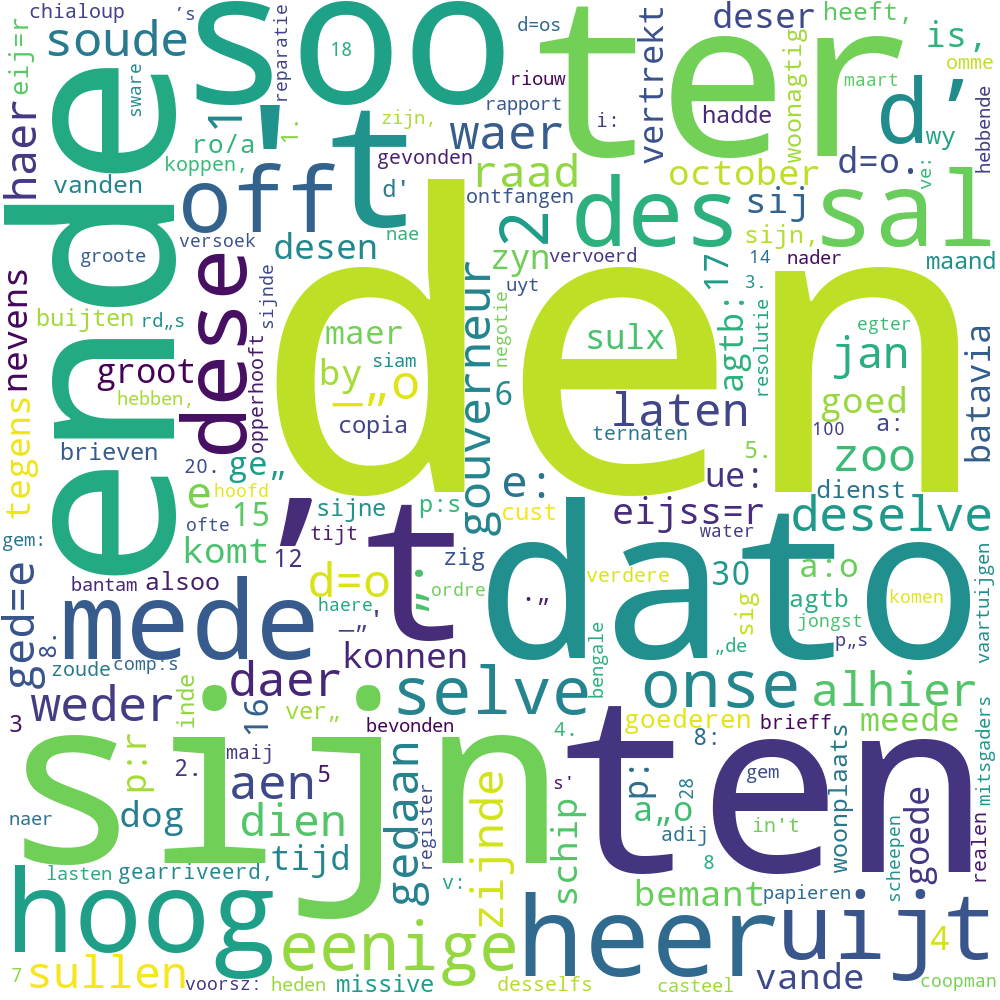 chialoup
's
soude
soo
d=os
18
ter
deser
heeft,
is,
omme
eij=r
sware
reparatie
riouw
vertrekt
hadde
woonagtig
maart
d’
wy
hebbende
haer
1
1.
't
zijn,
waer
rapport
i:
ro/a
koppen,
gevonden
raad
october
d=o.
ve:
vanden
off
d'
ontfangen
des
sij
sal
ende
groote
versoek
desen
nae
2
zyn
vervoerd
sijn,
14
nader
maand
den
uyt
17
3.
nevens
dese
sijnde
buijten
rd„s
maer
gouverneur
negotie
sulx
agtb:
resolutie
egter
jan
batavia
groot
opperhooft
by
siam
_„o
6
hebben,
copia
laten
goed
tegens
ternaten
100
a:
brieven
20.
ge„
5.
zoo
e
hoofd
e:
ue:
dienst
15
sijne
p:s
cust
eijss=r
deselve
ofte
’t
tijt
gem:
komt
12
zig
water
dato
ged=e
bantam
alsoo
d=o
„:
ordre
verdere
30
a:o
vaartuijgen
mede
haere
.„
agtb
komen
8.
_„'
sig
jongst
zoude
comp:s
konnen
„de
p„s
daer
selve
bengale
onse
alhier
weder
inde
16
ver„
3
bevonden
goederen
brieff
meede
mitsgaders
sijn
p:r
maij
4.
ten
8:
2.
aen
5
gedaan
s'
p:
28
gem
woonplaats
naer
dog
dien
register
zijnde
schip
a„o
in't
goede
realen
adij
lasten
gearriveerd,
tijd
v:
8
scheepen
hoog
bemant
papieren
eenige.
heer
uijt
4
7
sullen
voorsz:
heden
missive
desselfs
casteel
vande
coopman